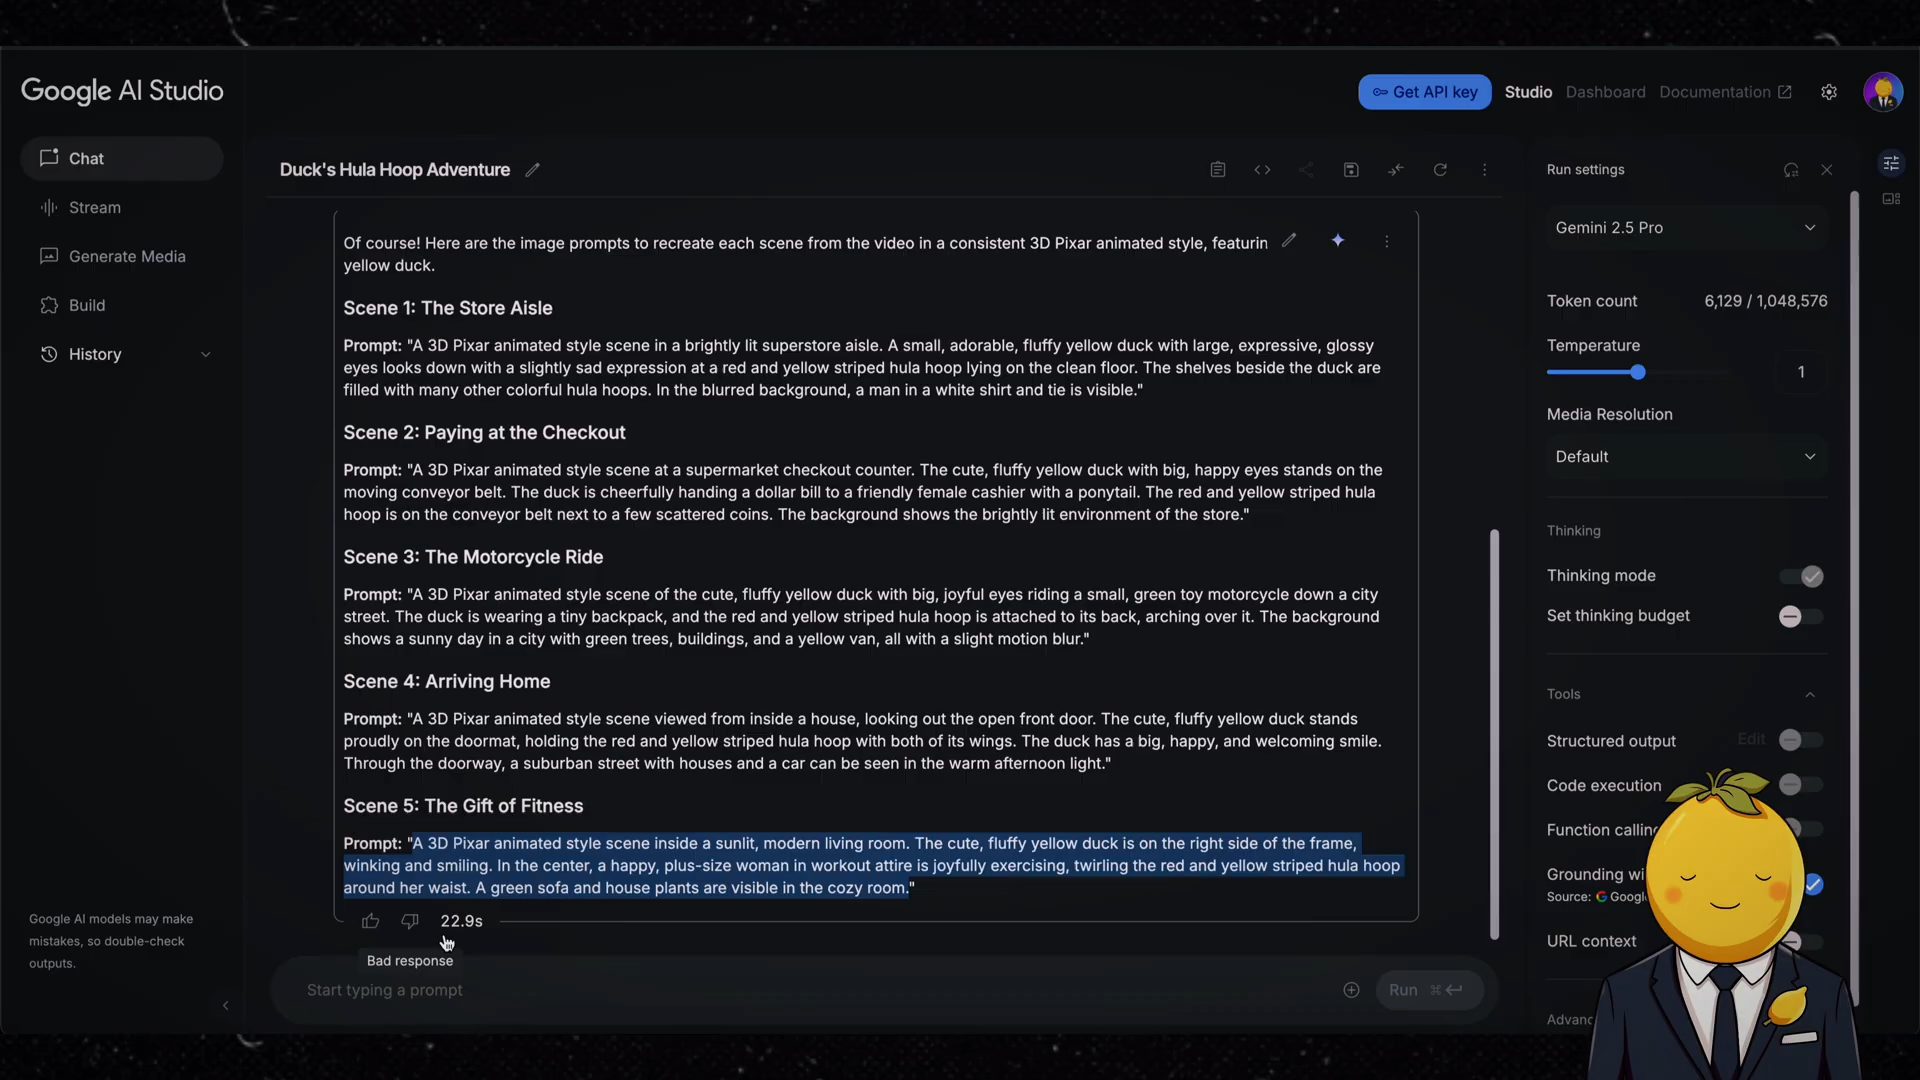 Google AI Studio
Get API key
Studio
Dashboard
Documentation
Chat
Stream
Generate Media
Build
History
Google AI models may make
mistakes, so double-check
outputs.
Duck's Hula Hoop Adventure
Of course! Here are the image prompts to recreate each scene from the video in a consistent 3D Pixar animated style, featurin
yellow duck.
Scene 1: The Store Aisle
Prompt: "A 3D Pixar animated style scene in a brightly lit superstore aisle. A small, adorable, fluffy yellow duck with large, expressive, glossy
eyes looks down with a slightly sad expression at a red and yellow striped hula hoop lying on the clean floor. The shelves beside the duck are
filled with many other colorful hula hoops. In the blurred background, a man in a white shirt and tie is visible."
Scene 2: Paying at the Checkout
Prompt: "A 3D Pixar animated style scene at a supermarket checkout counter. The cute, fluffy yellow duck with big, happy eyes stands on the
moving conveyor belt. The duck is cheerfully handing a dollar bill to a friendly female cashier with a ponytail. The red and yellow striped hula
hoop is on the conveyor belt next to a few scattered coins. The background shows the brightly lit environment of the store."
Scene 3: The Motorcycle Ride
Prompt: "A 3D Pixar animated style scene of the cute, fluffy yellow duck with big, joyful eyes riding a small, green toy motorcycle down a city
street. The duck is wearing a tiny backpack, and the red and yellow striped hula hoop is attached to its back, arching over it. The background
shows a sunny day in a city with green trees, buildings, and a yellow van, all with a slight motion blur."
Scene 4: Arriving Home
Prompt: "A 3D Pixar animated style scene viewed from inside a house, looking out the open front door. The cute, fluffy yellow duck stands
proudly on the doormat, holding the red and yellow striped hula hoop with both of its wings. The duck has a big, happy, and welcoming smile.
Through the doorway, a suburban street with houses and a car can be seen in the warm afternoon light."
Scene 5: The Gift of Fitness
Prompt: "A 3D Pixar animated style scene inside a sunlit, modern living room. The cute, fluffy yellow duck is on the right side of the frame,
winking and smiling. In the center, a happy, plus-size woman in workout attire is joyfully exercising, twirling the red and yellow striped hula hoop
around her waist. A green sofa and house plants are visible in the cozy room."
22.9s
Bad response
Start typing a prompt
Run ⌘
Run settings
Gemini 2.5 Pro
Token count 6,129 / 1,048,576
Temperature
1
Media Resolution
Default
Thinking
Thinking mode
Set thinking budget
Tools
Structured output Edit
Code execution
Function callin
Grounding wi
Source: G Googl
URL context
Advanc